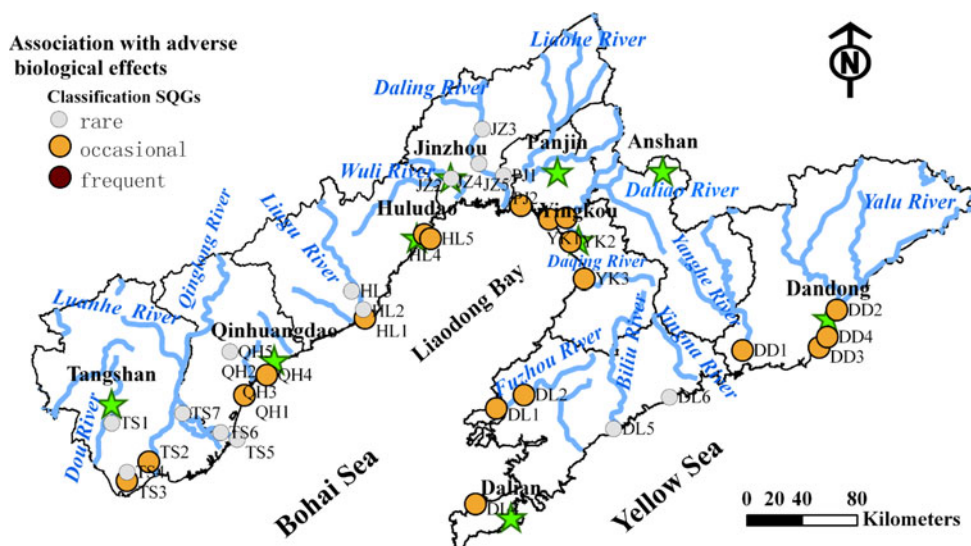 Association with adverse
biological effects
Classification SQGs
rare
occasional
frequent
N
Liaohe River
Daling River
JZ3
Jinzhou
Panjin
Anshan
Wuli River
JZ2
JZ4
JZ5
PJ1
PJ2
Daliao River
Yalu River
Huludao
HL5
HL4
Yingkou
YK1
YK2
YK3
Daqing River
Yanghe River
Liugu River
Qinglong River
Luanhe River
HL3
HL2
HL1
Liaodong Bay
Dandong
DD2
DD4
DD3
DD1
Qinhuangdao
QH5
QH2
QH4
QH3
QH1
Tangshan
TS1
Dou River
TS7
TS6
TS5
TS2
TS4
TS3
Fuzhou River
Biliu River
Yingna River
DL2
DL1
DL6
DL5
Dalian
Bohai Sea
Yellow Sea
0 20 40 80
Kilometers